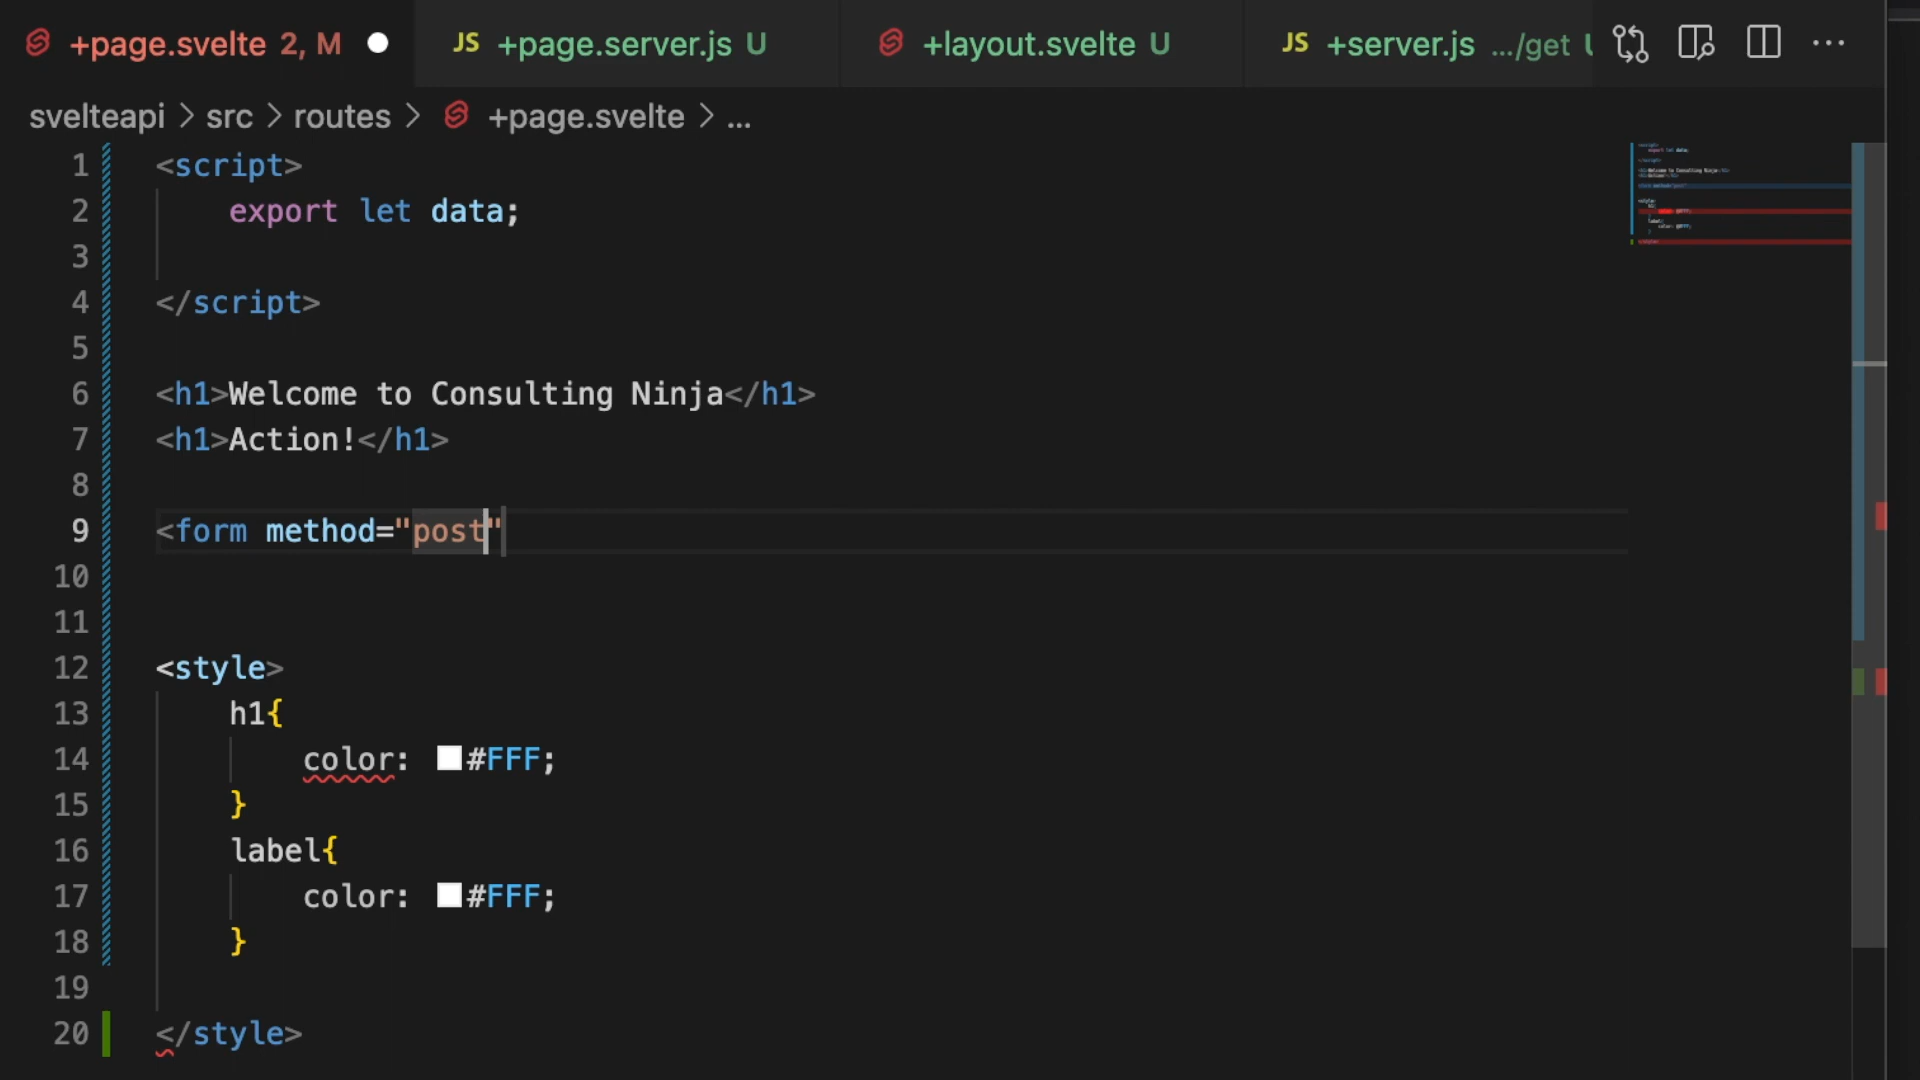 +page.svelte 2, M JS +page.server.js U +layout.svelte U JS +server.js .../get
svelteapi > src > routes > +page.svelte > ...
1 <script>
2 export let data;
3
4 </script>
5
6 <h1>Welcome to Consulting Ninja</h1>
7 <h1>Action!</h1>
8
9 <form method="post"
10
11
12 <style>
13 h1{
14 color: #FFF;
15 }
16 label{
17 color: #FFF;
18 }
19
20 </style>